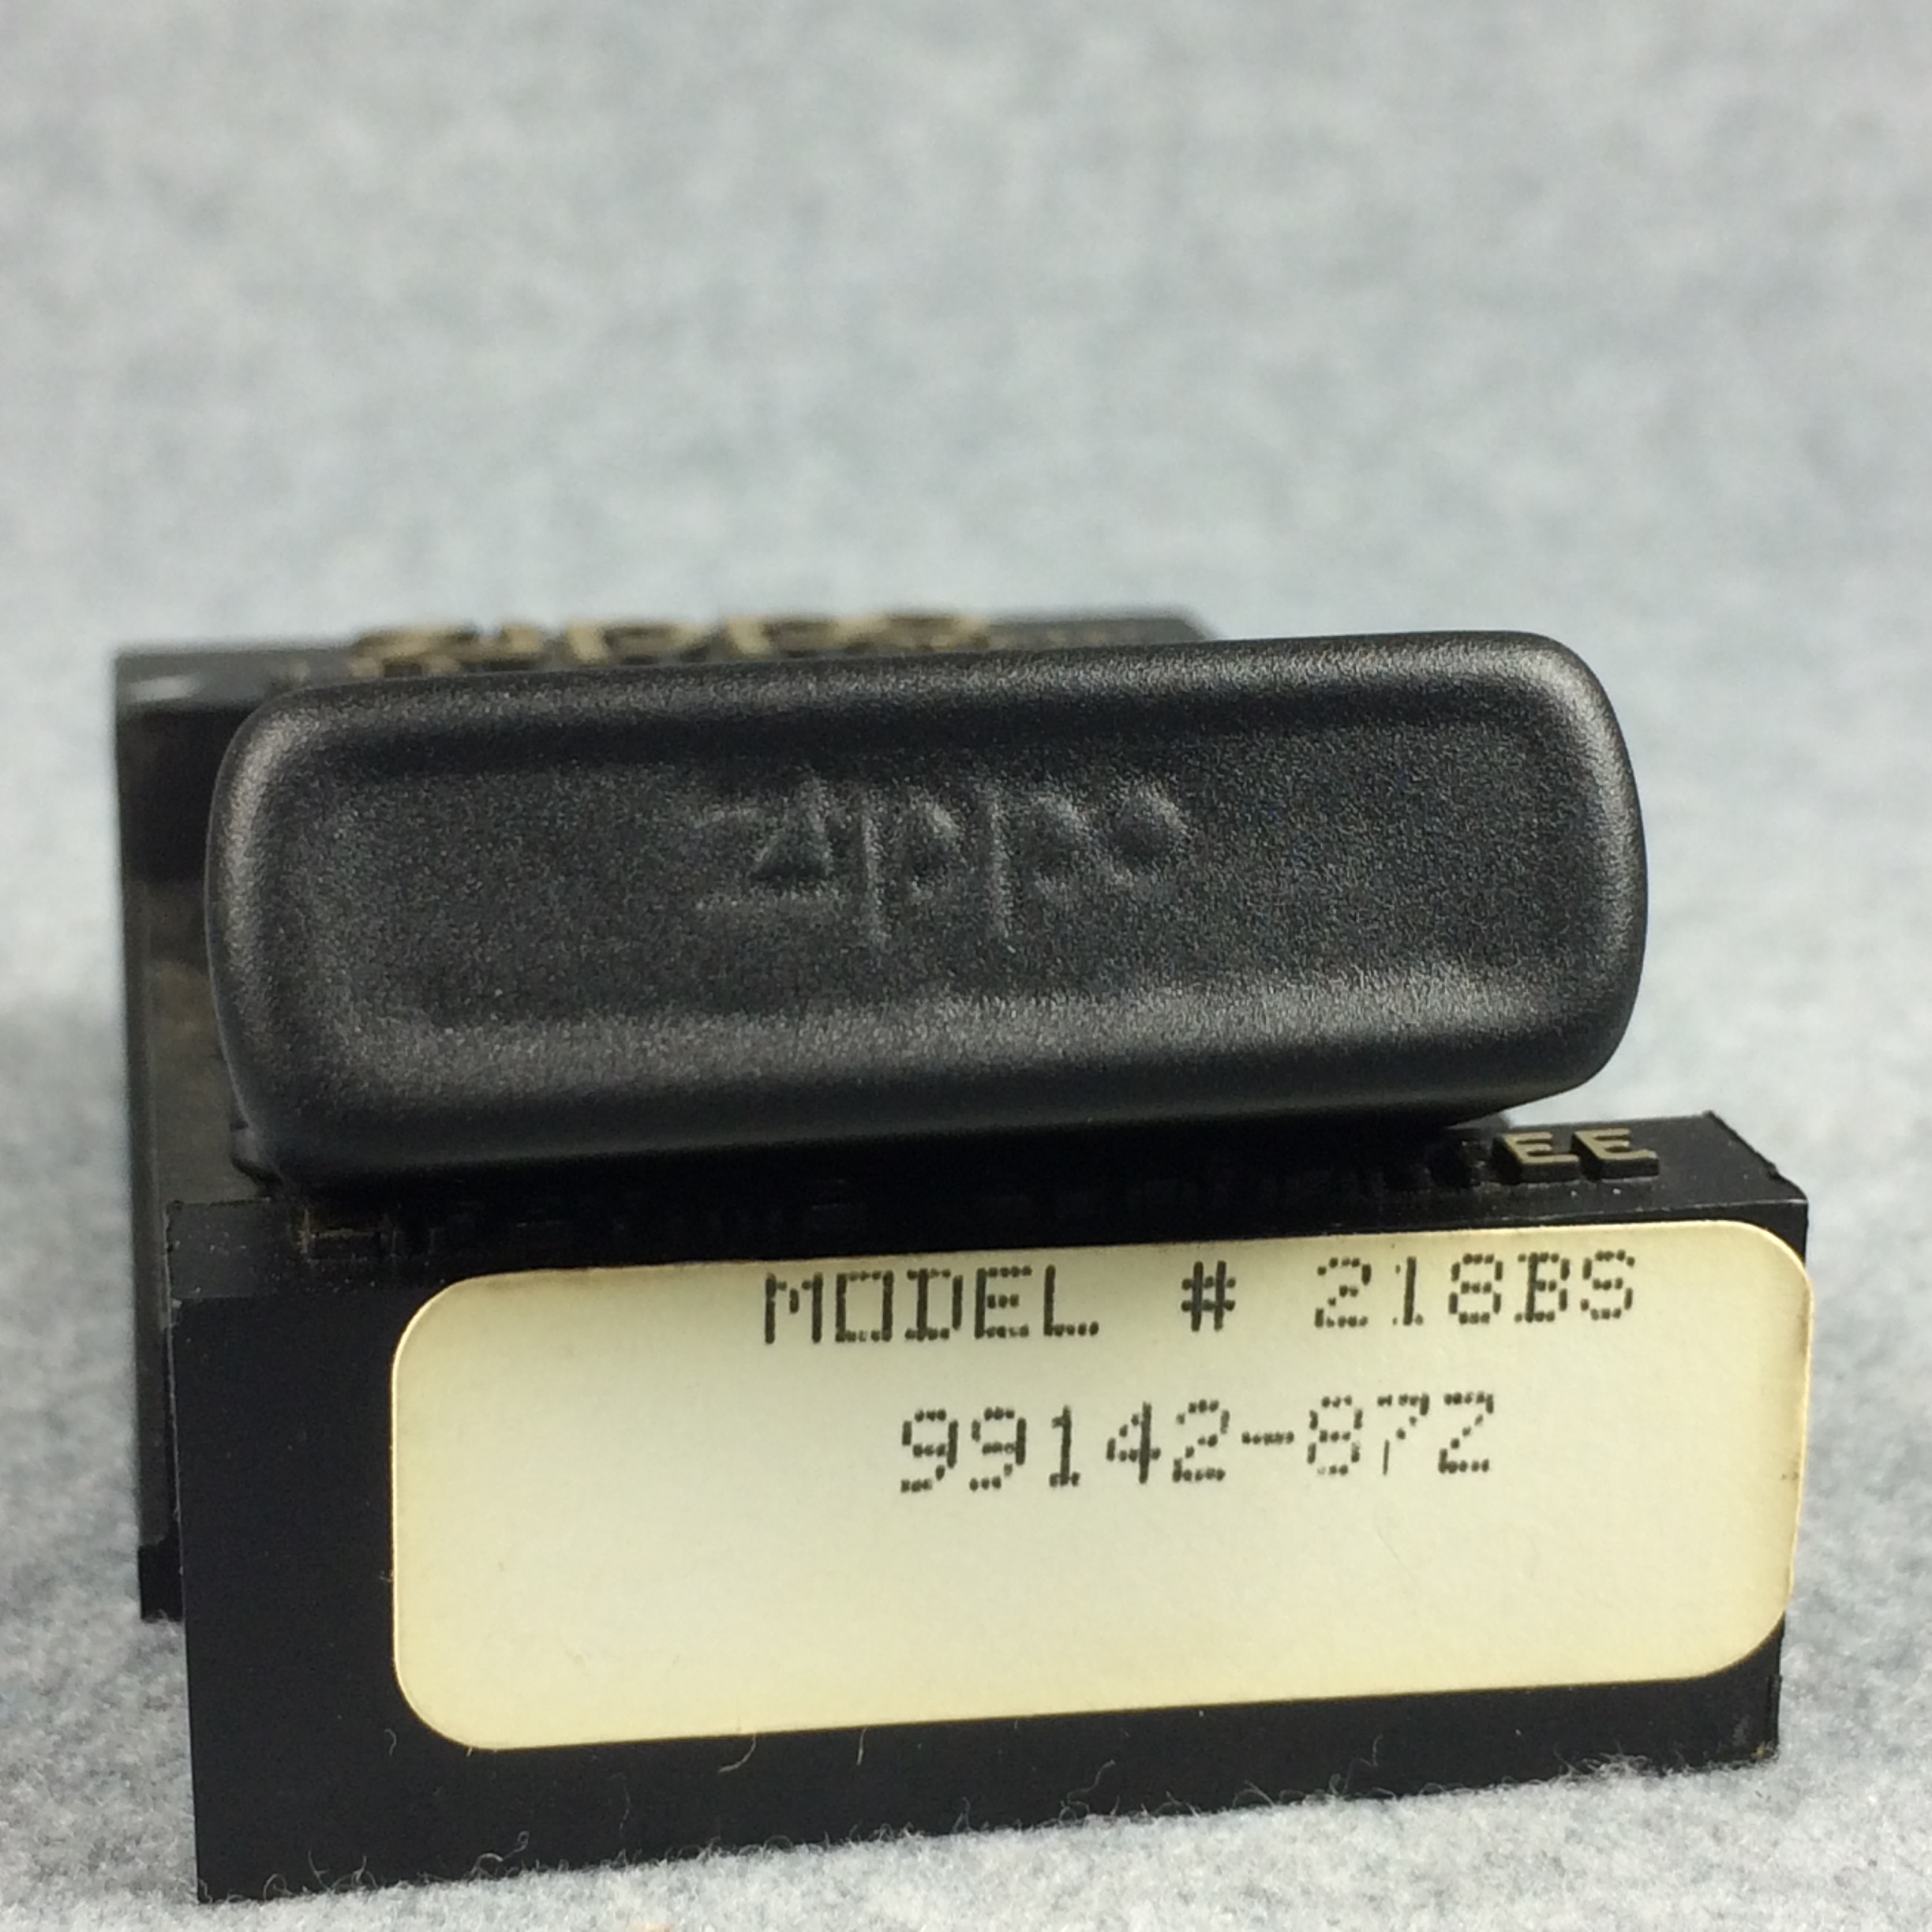 zippo
zippo
EE
MODEL # 218BS
99142-87Z